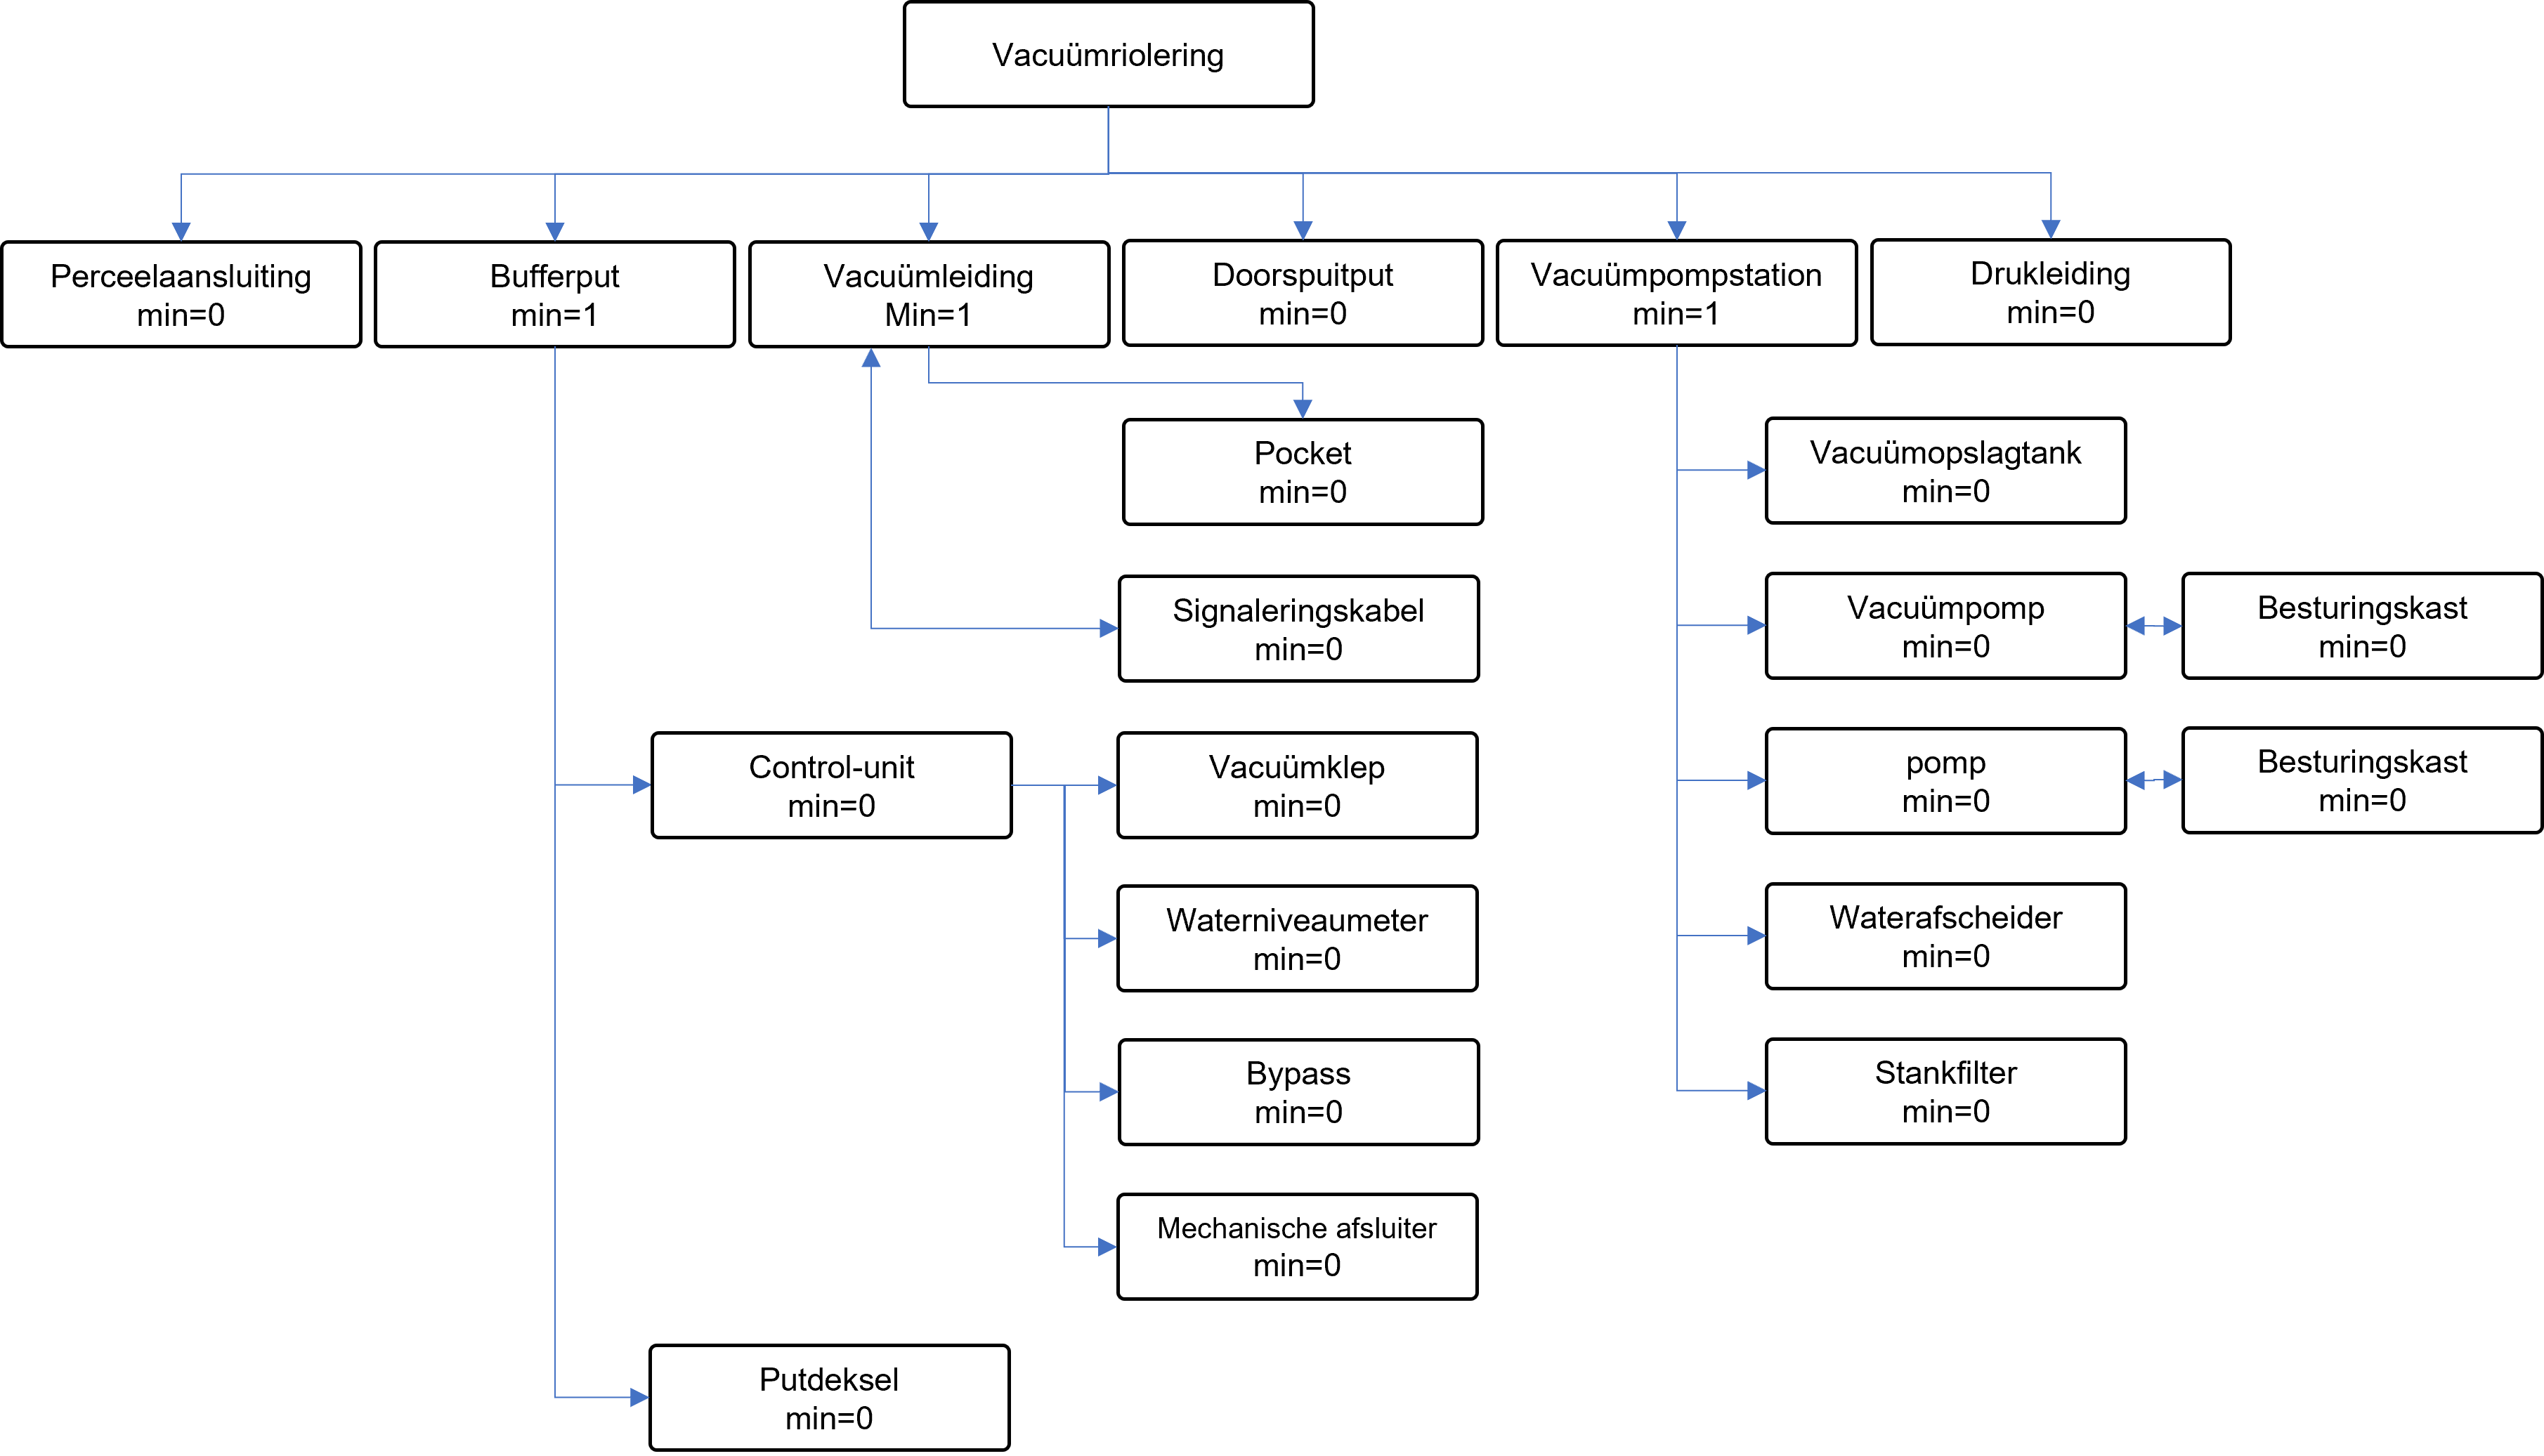 Vacuümriolering
Perceelaansluiting
min=0
Bufferput
min=1
Vacuümleiding
Min=1
Doorspuitput
min=0
Vacuümpompstation
min=1
Drukleiding
min=0
Pocket
min=0
Vacuümopslagtank
min=0
Signaleringskabel
min=0
Vacuümpomp
min=0
Besturingskast
min=0
Control-unit
min=0
Vacuümklep
min=0
pomp
min=0
Besturingskast
min=0
Waterniveaumeter
min=0
Waterafscheider
min=0
Bypass
min=0
Stankfilter
min=0
Mechanische afsluiter
min=0
Putdeksel
min=0